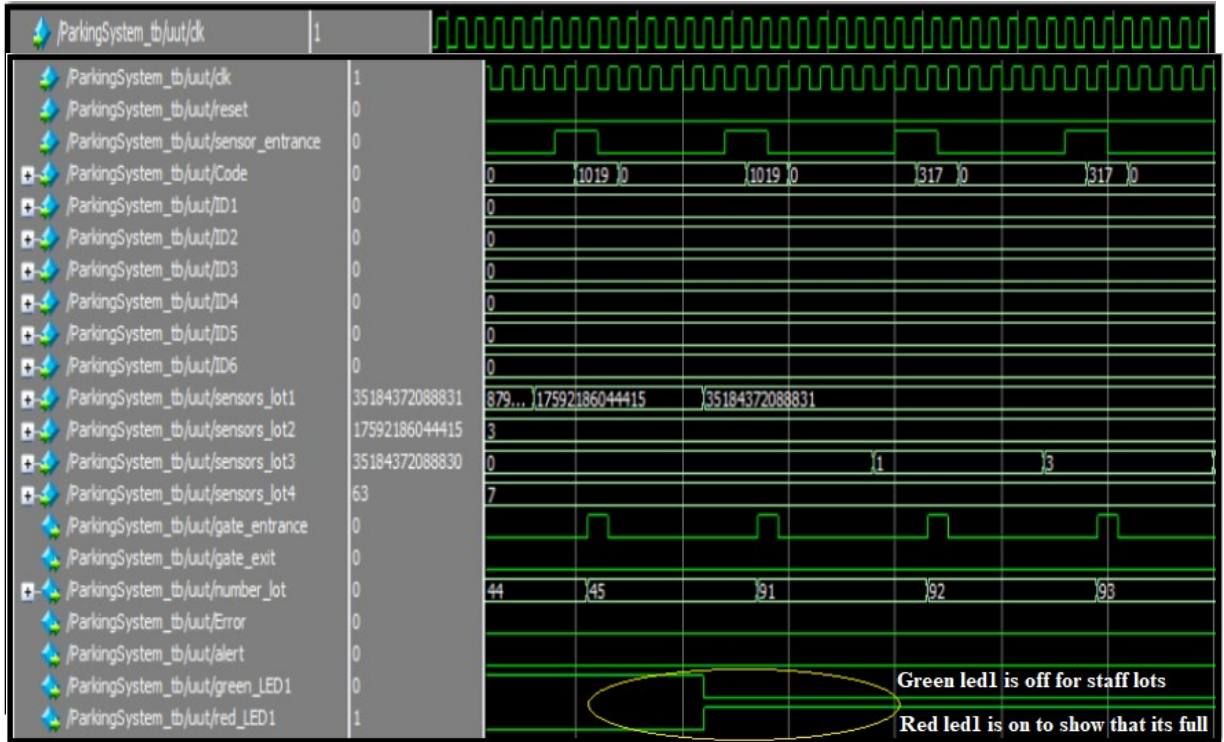 /ParkingSystem_tb/uut/clk 1
/ParkingSystem_tb/uut/clk 1
/ParkingSystem_tb/uut/reset 0
/ParkingSystem_tb/uut/sensor_entrance 0
/ParkingSystem_tb/uut/Code 0 0 1019 0 1019 0 317 0 317 0
/ParkingSystem_tb/uut/ID1 0 0
/ParkingSystem_tb/uut/ID2 0 0
/ParkingSystem_tb/uut/ID3 0 0
/ParkingSystem_tb/uut/ID4 0 0
/ParkingSystem_tb/uut/ID5 0 0
/ParkingSystem_tb/uut/ID6 0 0
/ParkingSystem_tb/uut/sensors_lot1 35184372088831 879... 17592186044415 35184372088831
/ParkingSystem_tb/uut/sensors_lot2 17592186044415 3
/ParkingSystem_tb/uut/sensors_lot3 35184372088830 0 1 3
/ParkingSystem_tb/uut/sensors_lot4 63 7
/ParkingSystem_tb/uut/gate_entrance 0
/ParkingSystem_tb/uut/gate_exit 0
/ParkingSystem_tb/uut/number_lot 0 44 45 91 92 93
/ParkingSystem_tb/uut/Error 0
/ParkingSystem_tb/uut/alert 0
/ParkingSystem_tb/uut/green_LED1 0 Green led1 is off for staff lots
/ParkingSystem_tb/uut/red_LED1 1 Red led1 is on to show that its full